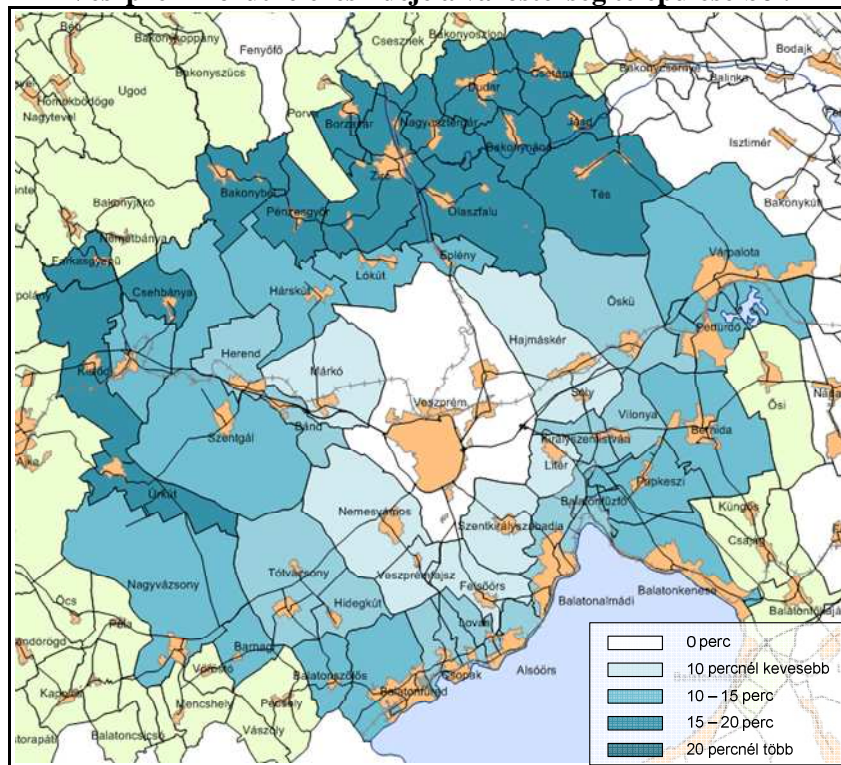 Bakonyoszlop
Csesznek
Fenyőfő
Bakonykoppány
Bakonyszücs
Ugod
Homokbödöge
Nagytevel
Bodajk
Bakonycsernye
Balinka
Csetény
Dudar
Porva
Borzavár
Nagyesztergár
Jásd
Bakonynána
Isztimér
Zirc
Bakonybél
Tés
Bakonykúti
Bakonyjákó
Pénzesgyőr
Olaszfalu
Németbánya
Farkasgyepű
Eplény
Várpalota
Lókút
Csehbánya
Hárskút
Öskü
Pétfürdő
Hajmáskér
Herend
Márkó
Kislőd
Veszprém
Sóly
Ősi
Bánd
Vilonya
Szentgál
Királyszentistván
Berhida
Litér
Ajka
Papkeszi
Úrkút
Balatonfűzfő
Küngös
Nemesvámos
Szentkirályszabadja
Csajág
Veszprémfajsz
Nagyvázsony
Tótvázsony
Felsőörs
Balatonkenese
Hidegkút
Balatonalmádi
Öcs
Lovas
Pula
Barnag
Alsóörs
Balatonszőlős
Csopak
Vöröstó
Balatonfüred
Kapolcs
Mencshely
Pécsely
Balatoncsicsó
Vászoly
0 perc
10 percnél kevesebb
10 – 15 perc
15 – 20 perc
20 percnél több